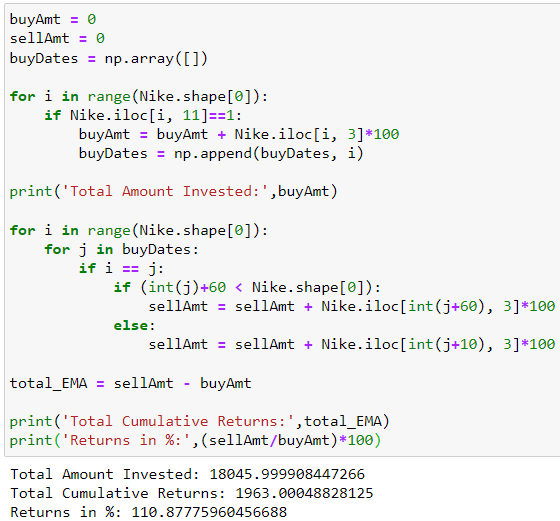 buyAmt = 0
sellAmt = 0
buyDates = np.array([])

for i in range(Nike.shape[0]):
    if Nike.iloc[i, 11]==1:
        buyAmt = buyAmt + Nike.iloc[i, 3]*100
        buyDates = np.append(buyDates, i)

print('Total Amount Invested:',buyAmt)

for i in range(Nike.shape[0]):
    for j in buyDates:
        if i == j:
            if (int(j)+60 < Nike.shape[0]):
                sellAmt = sellAmt + Nike.iloc[int(j+60), 3]*100
            else:
                sellAmt = sellAmt + Nike.iloc[int(j+10), 3]*100

total_EMA = sellAmt - buyAmt

print('Total Cumulative Returns:',total_EMA)
print('Returns in %:',(sellAmt/buyAmt)*100)

Total Amount Invested: 18045.999908447266
Total Cumulative Returns: 1963.00048828125
Returns in %: 110.87775960456688